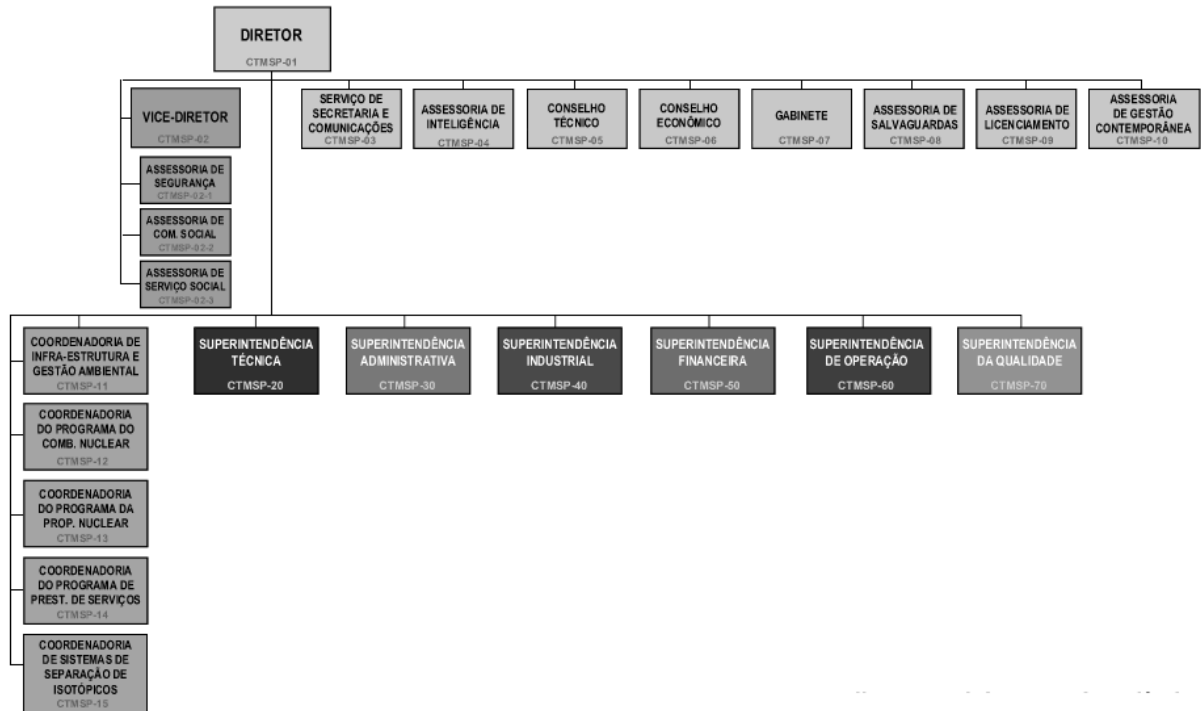 DIRETOR
CTMSP-01
VICE-DIRETOR
CTMSP-02
SERVIÇO DE
SECRETARIA E
COMUNICAÇÕES
CTMSP-03
ASSESSORIA DE
INTELIGÊNCIA
CTMSP-04
CONSELHO
TÉCNICO
CTMSP-05
CONSELHO
ECONÔMICO
CTMSP-06
GABINETE
CTMSP-07
ASSESSORIA DE
SALVAGUARDAS
CTMSP-08
ASSESSORIA DE
LICENCIAMENTO
CTMSP-09
ASSESSORIA
DE GESTÃO
CONTEMPORÂNEA
CTMSP-10
ASSESSORIA DE
SEGURANÇA
CTMSP-02-1
ASSESSORIA DE
COM. SOCIAL
CTMSP-02-2
ASSESSORIA DE
SERVIÇO SOCIAL
CTMSP-02-3
COORDENADORIA DE
INFRA-ESTRUTURA E
GESTÃO AMBIENTAL
CTMSP-11
SUPERINTENDÊNCIA
TÉCNICA
CTMSP-20
SUPERINTENDÊNCIA
ADMINISTRATIVA
CTMSP-30
SUPERINTENDÊNCIA
INDUSTRIAL
CTMSP-40
SUPERINTENDÊNCIA
FINANCEIRA
CTMSP-50
SUPERINTENDÊNCIA
DE OPERAÇÃO
CTMSP-60
SUPERINTENDÊNCIA
DA QUALIDADE
CTMSP-70
COORDENADORIA
DO PROGRAMA DO
COMB. NUCLEAR
CTMSP-12
COORDENADORIA
DO PROGRAMA DA
PROP. NUCLEAR
CTMSP-13
COORDENADORIA
DO PROGRAMA DE
PREST. DE SERVIÇOS
CTMSP-14
COORDENADORIA
DE SISTEMAS DE
SEPARAÇÃO DE
ISOTÓPICOS
CTMSP-15